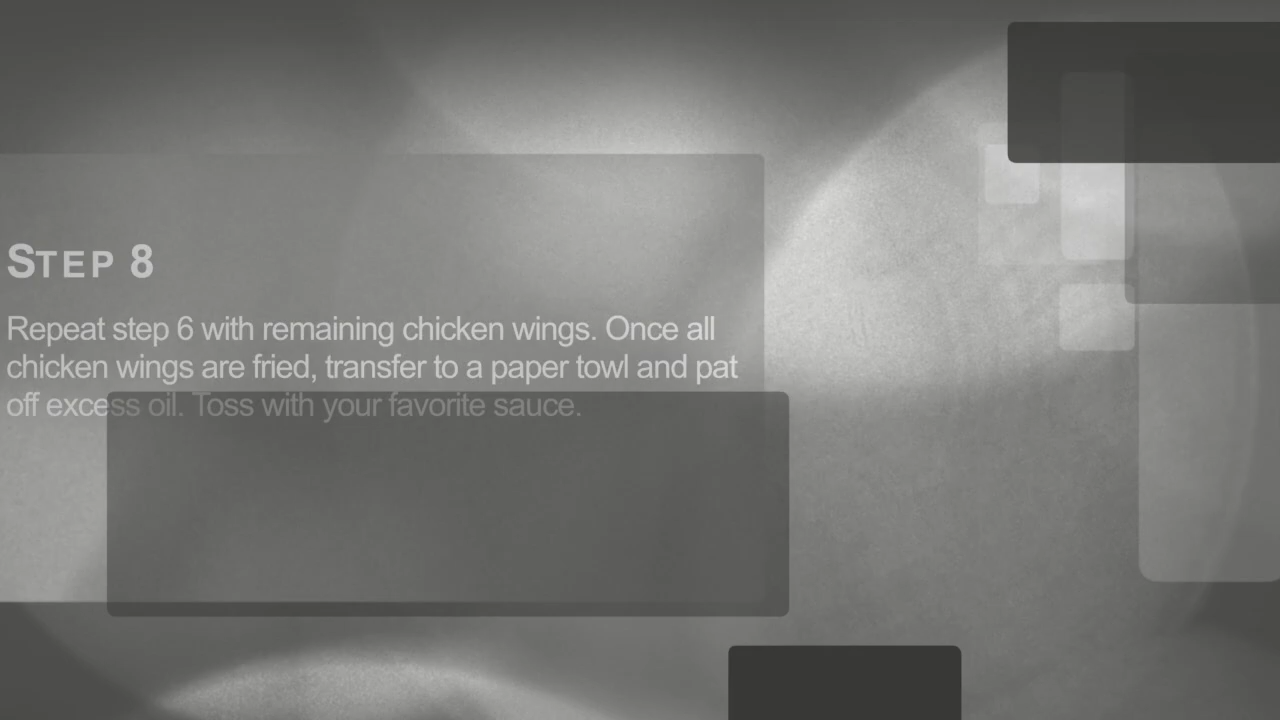 STEP 8
Repeat step 6 with remaining chicken wings. Once all
chicken wings are fried, transfer to a paper towl and pat
off excess oil. Toss with your favorite sauce.